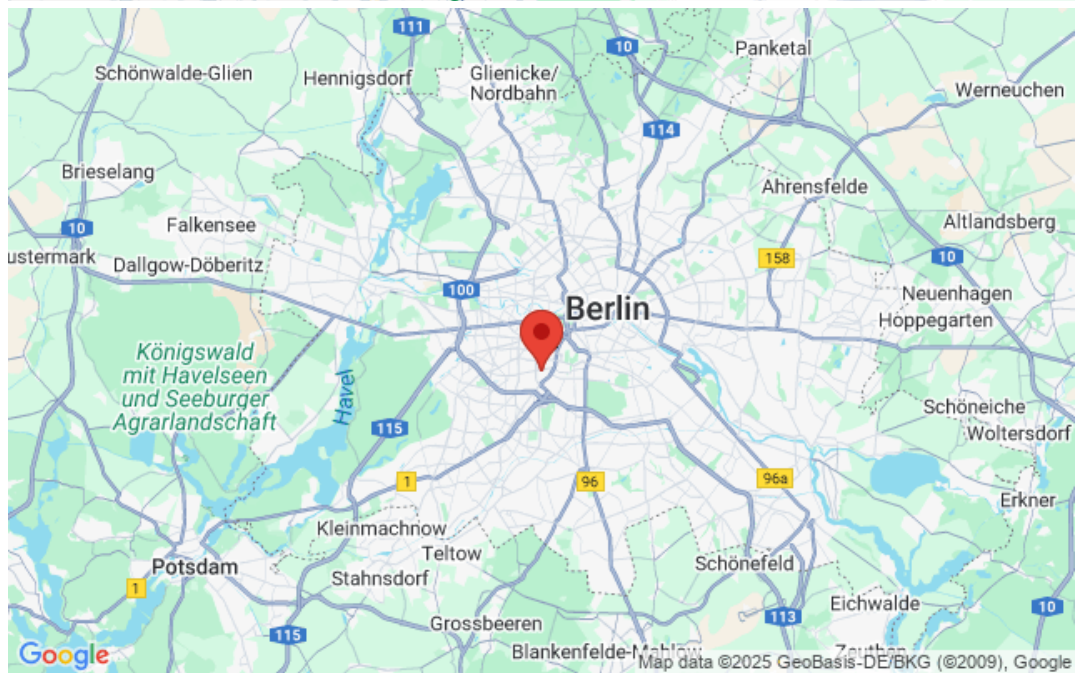 111
10
Panketal
Schönwalde-Glien
Hennigsdorf
Glienicke/
Nordbahn
Werneuchen
114
Brieselang
Ahrensfelde
Falkensee
Altlandsberg
10
ustermark
Dallgow-Döberitz
158
10
100
Neuenhagen
Berlin
Hoppegarten
Königswald
mit Havelseen
und Seeburger
Agrarlandschaft
Havel
Schöneiche
115
Woltersdorf
1
96
96a
Erkner
Kleinmachnow
Teltow
Potsdam
Stahnsdorf
Schönefeld
1
Eichwalde
113
10
115
Grossbeeren
Blankenfelde-Mahlow
Zeuthen
Google
Map data ©2025 GeoBasis-DE/BKG (©2009), Google